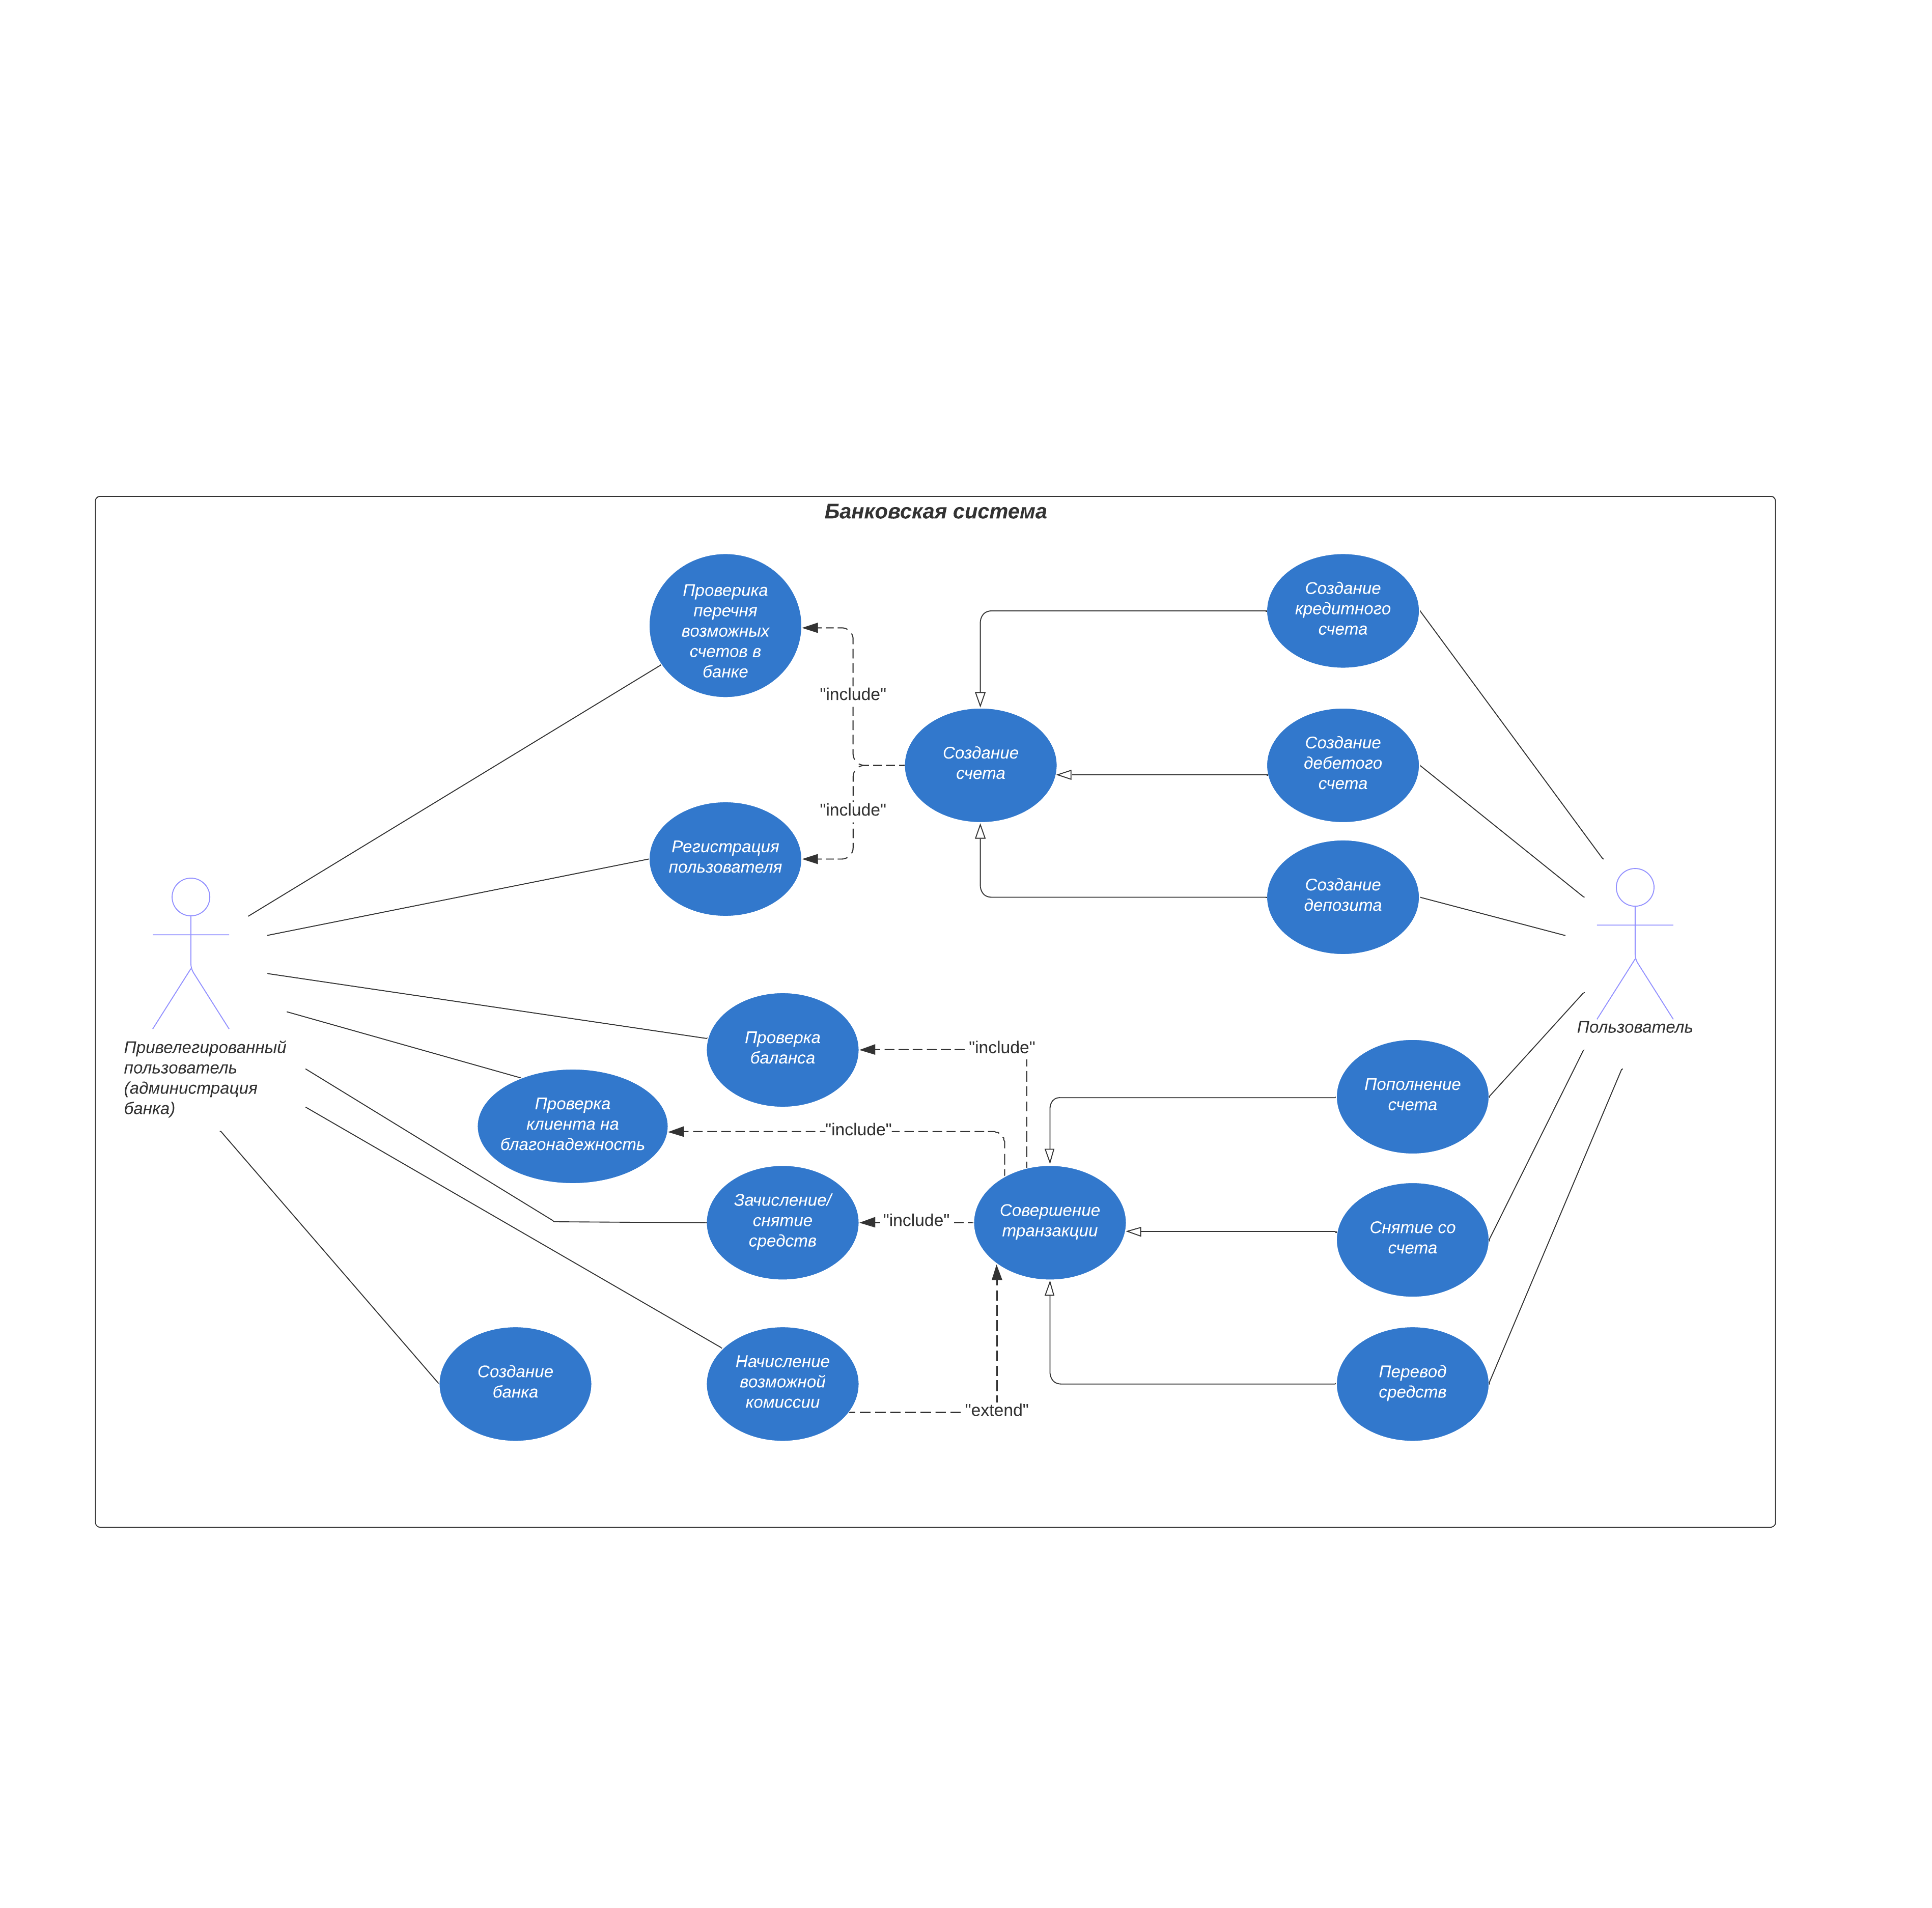 Банковская система
Проверика
перечня
возможных
счетов в
банке
Создание
кредитного
счета
"include"
Создание
счета
Создание
дебетого
счета
"include"
Регистрация
пользователя
Создание
депозита
Привелегированный
пользователь
(администрация
банка)
Пользователь
Проверка
баланса
"include"
Пополнение
счета
Проверка
клиента на
благонадежность
"include"
Зачисление/
снятие
средств
"include"
Совершение
транзакции
Снятие со
счета
Создание
банка
Начисление
возможной
комиссии
"extend"
Перевод
средств